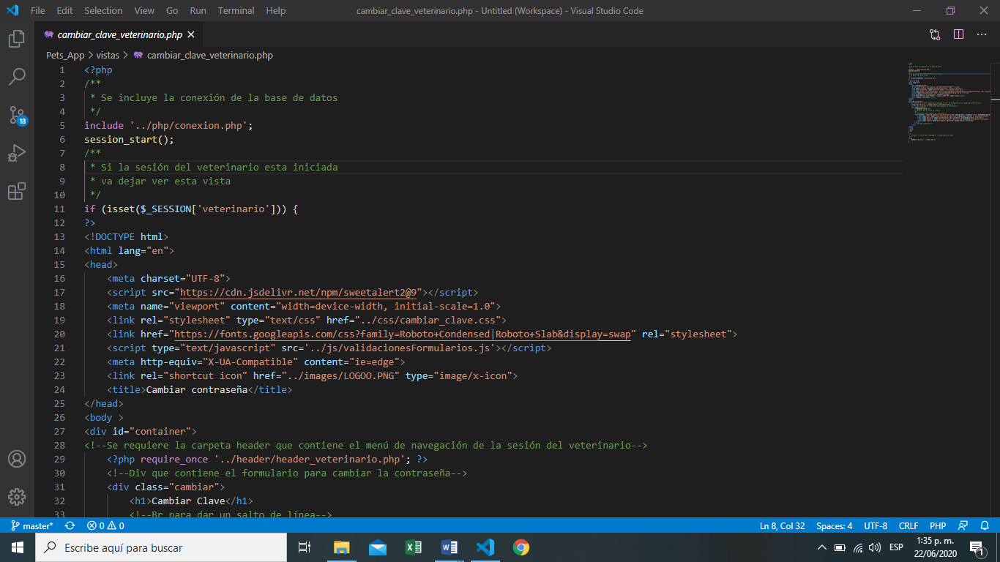 File Edit Selection View Go Run Terminal Help cambiar_clave_veterinario.php - Untitled (Workspace) - Visual Studio Code
cambiar_clave_veterinario.php
Pets_App > vistas > cambiar_clave_veterinario.php
1 <?php
2 /**
3 * Se incluye la conexión de la base de datos
4 */
5 include '../php/conexion.php';
6 session_start();
7 /**
8 * Si la sesión del veterinario esta iniciada
9 * va dejar ver esta vista
10 */
11 if (isset($_SESSION['veterinario'])) {
12 ?>
13 <!DOCTYPE html>
14 <html lang="en">
15 <head>
16 <meta charset="UTF-8">
17 <script src="https://cdn.jsdelivr.net/npm/sweetalert2@9"></script>
18 <meta name="viewport" content="width=device-width, initial-scale=1.0">
19 <link rel="stylesheet" type="text/css" href="../css/cambiar_clave.css">
20 <link href="https://fonts.googleapis.com/css?family=Roboto+Condensed|Roboto+Slab&display=swap" rel="stylesheet">
21 <script type="text/javascript" src='../js/validacionesFormularios.js'></script>
22 <meta http-equiv="X-UA-Compatible" content="ie=edge">
23 <link rel="shortcut icon" href="../images/LOGOO.PNG" type="image/x-icon">
24 <title>Cambiar contraseña</title>
25 </head>
26 <body >
27 <div id="container">
28 <!--Se requiere la carpeta header que contiene el menú de navegación de la sesión del veterinario-->
29 <?php require_once '../header/header_veterinario.php'; ?>
30 <!--Div que contiene el formulario para cambiar la contraseña-->
31 <div class="cambiar">
32 <h1>Cambiar Clave</h1>
33 <!--Br para dar un salto de línea-->
18
master* 0 0 Ln 8, Col 32 Spaces: 4 UTF-8 CRLF PHP
Escribe aquí para buscar ESP 1:35 p. m.
22/06/2020 1